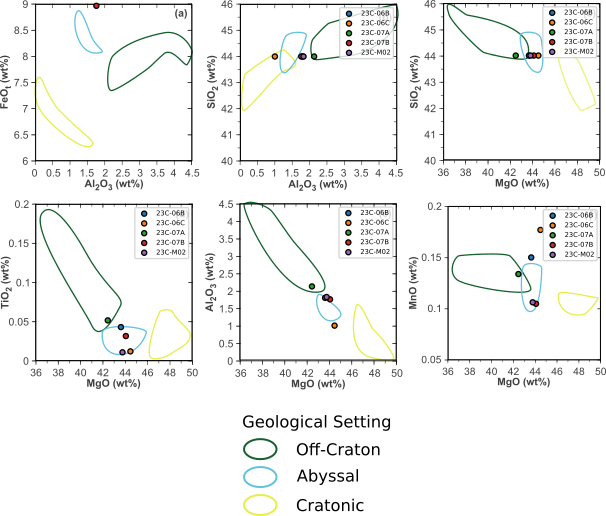 (a)
FeOt (wt%)
9
8
7
6
0 0.5 1 1.5 2 2.5 3 3.5 4 4.5
Al2O3 (wt%)
SiO2 (wt%)
46
45
44
43
42
41
40
0 0.5 1 1.5 2 2.5 3 3.5 4 4.5
Al2O3 (wt%)
23C-06B
23C-06C
23C-07A
23C-07B
23C-M02
SiO2 (wt%)
46
45
44
43
42
41
40
36 38 40 42 44 46 48 50
MgO (wt%)
23C-06B
23C-06C
23C-07A
23C-07B
23C-M02
TiO2 (wt%)
0.2
0.15
0.1
0.05
0
36 38 40 42 44 46 48 50
MgO (wt%)
23C-06B
23C-06C
23C-07A
23C-07B
23C-M02
Al2O3 (wt%)
4.5
4
3.5
3
2.5
2
1.5
1
0.5
0
36 38 40 42 44 46 48 50
MgO (wt%)
23C-06B
23C-06C
23C-07A
23C-07B
23C-M02
MnO (wt%)
0.2
0.15
0.1
0.05
36 38 40 42 44 46 48 50
MgO (wt%)
23C-06B
23C-06C
23C-07A
23C-07B
23C-M02
Geological Setting
Off-Craton
Abyssal
Cratonic